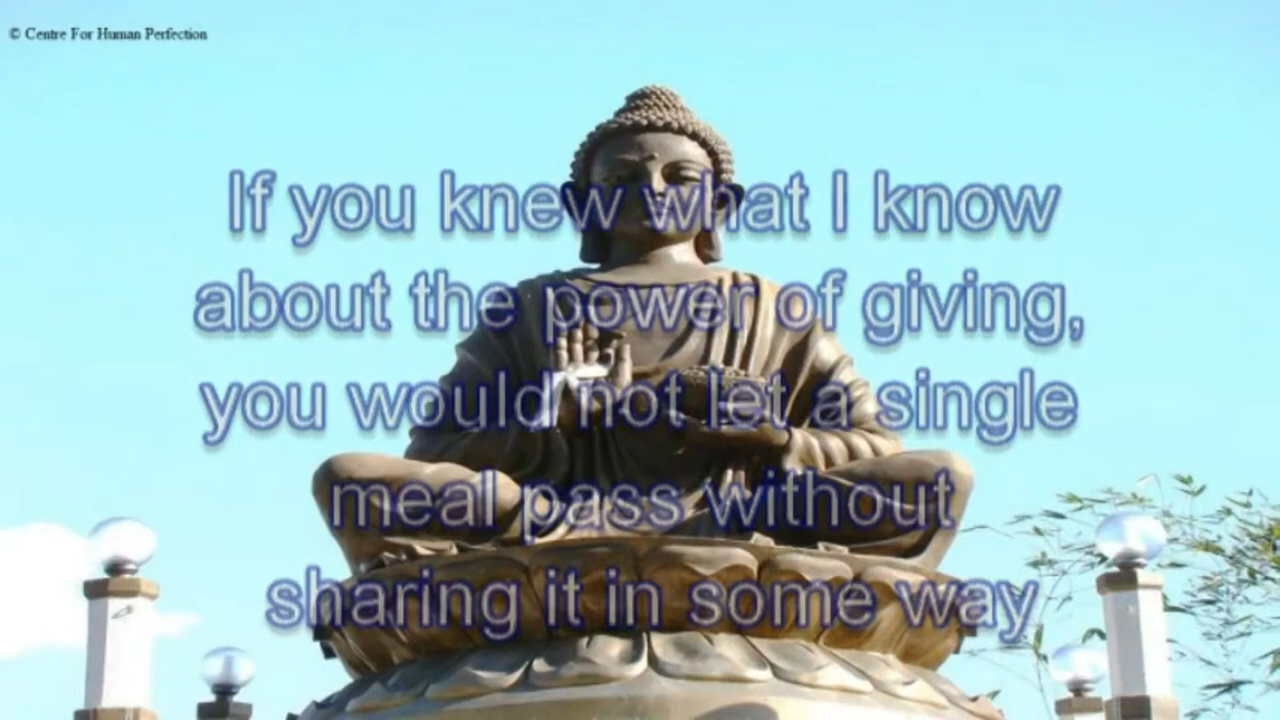 © Centre For Human Perfection
If you knew what I know
about the power of giving,
you would not let a single
meal pass without
sharing it in some way